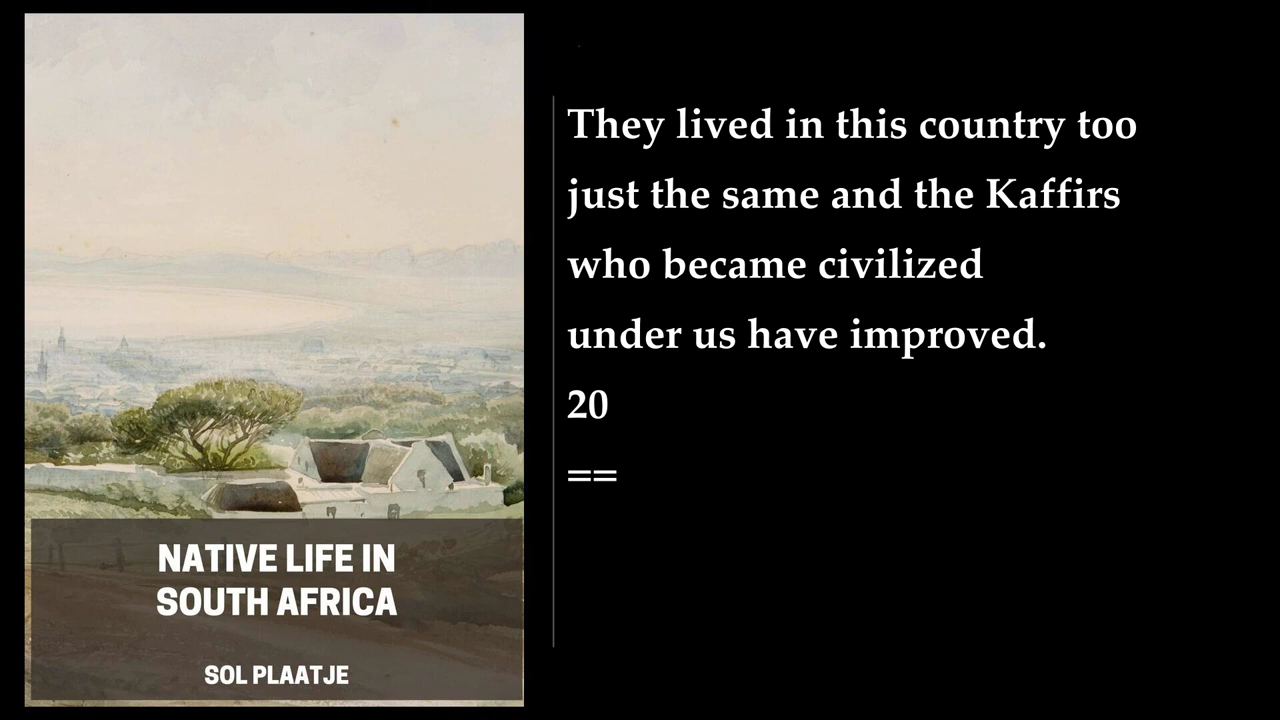 They lived in this country too
just the same and the Kaffirs
who became civilized
under us have improved.
20
==
NATIVE LIFE IN
SOUTH AFRICA
SOL PLAATJE